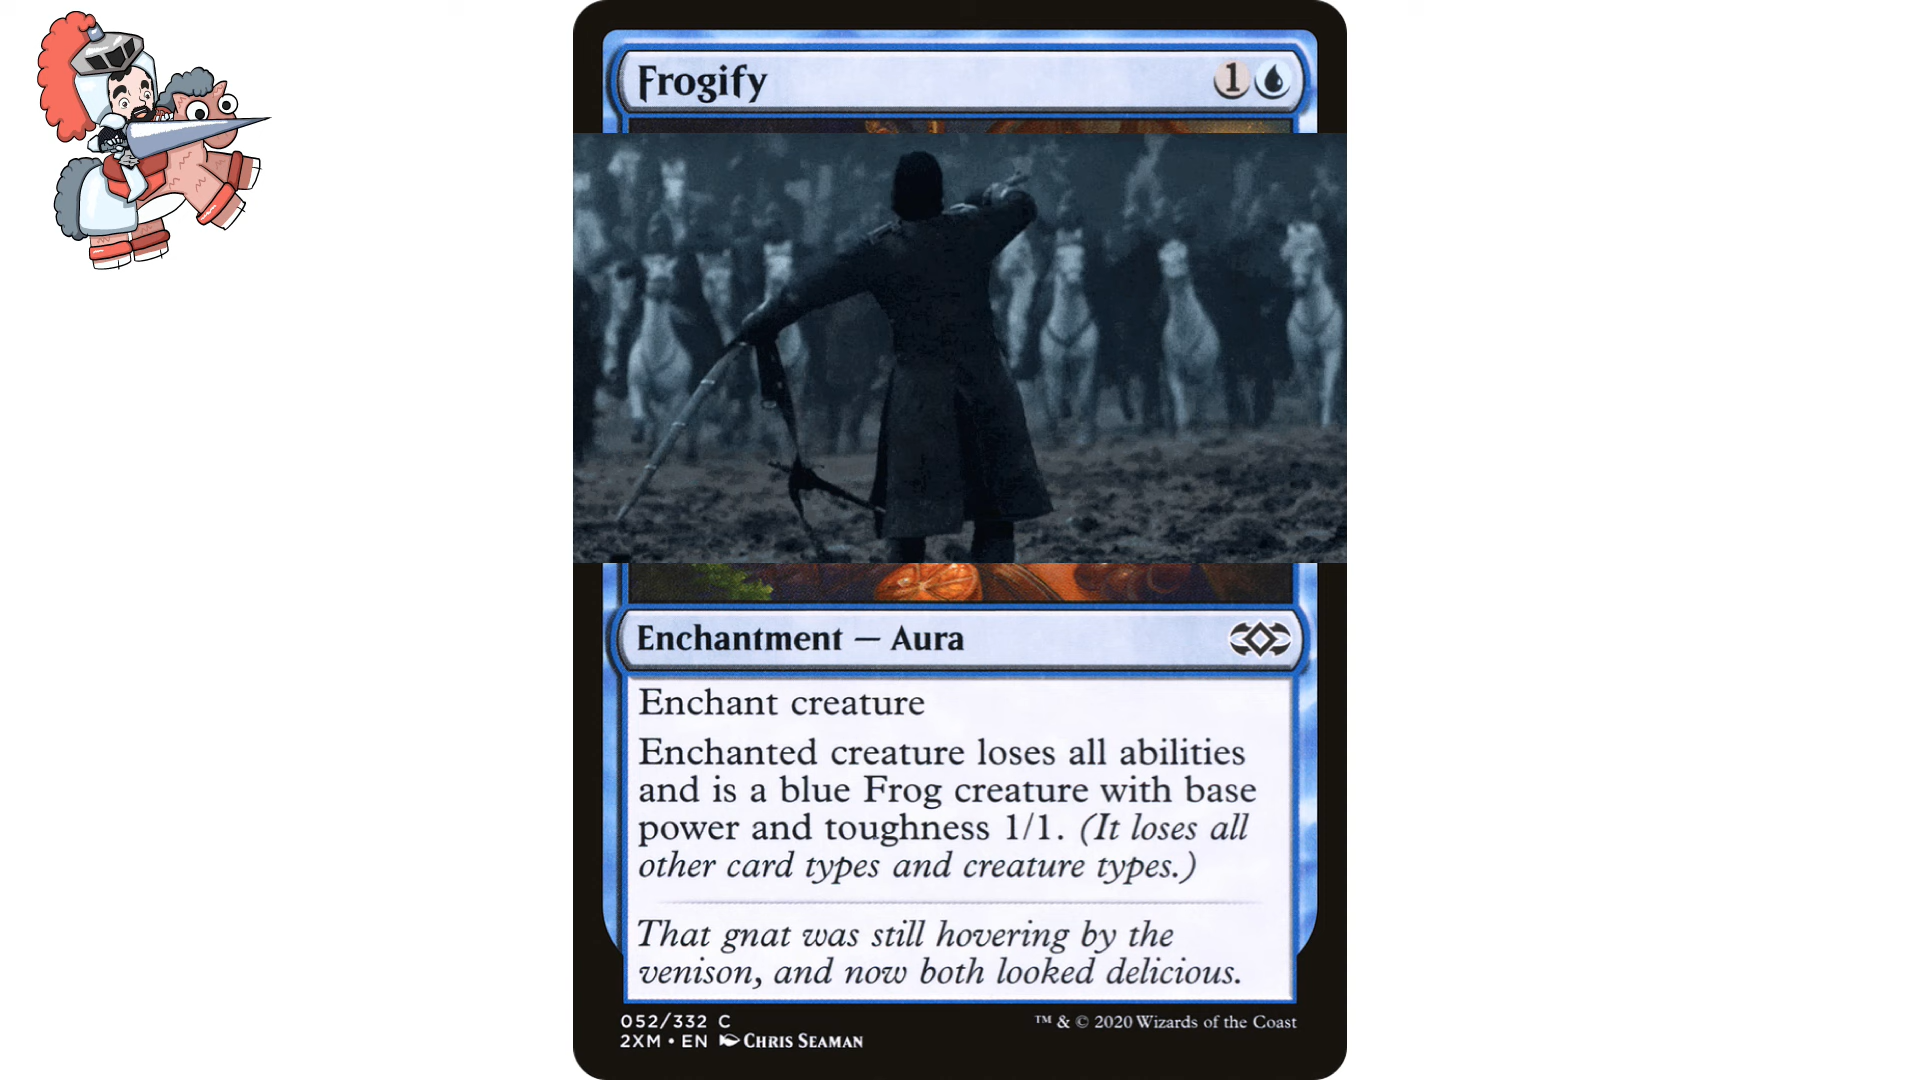 Frogify 1
Enchantment — Aura
Enchant creature
Enchanted creature loses all abilities
and is a blue Frog creature with base
power and toughness 1/1. (It loses all
other card types and creature types.)
That gnat was still hovering by the
venison, and now both looked delicious.
052/332 C
2XM • EN Chris Seaman
™ & © 2020 Wizards of the Coast